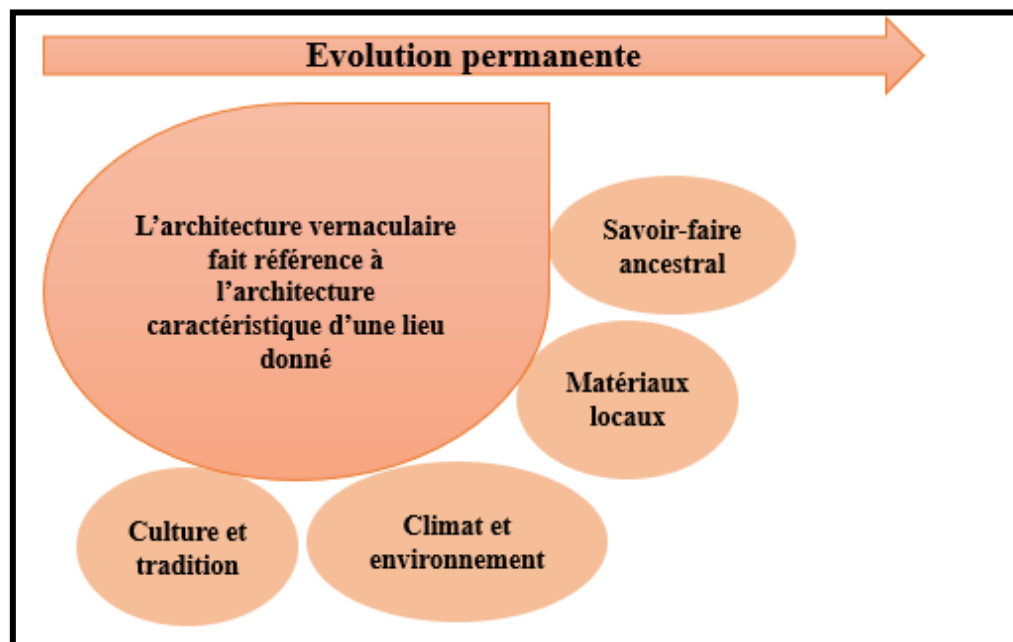 Evolution permanente
L’architecture vernaculaire
fait référence à
l’architecture
caractéristique d’une lieu
donné
Savoir-faire
ancestral
Matériaux
locaux
Culture et
tradition
Climat et
environnement